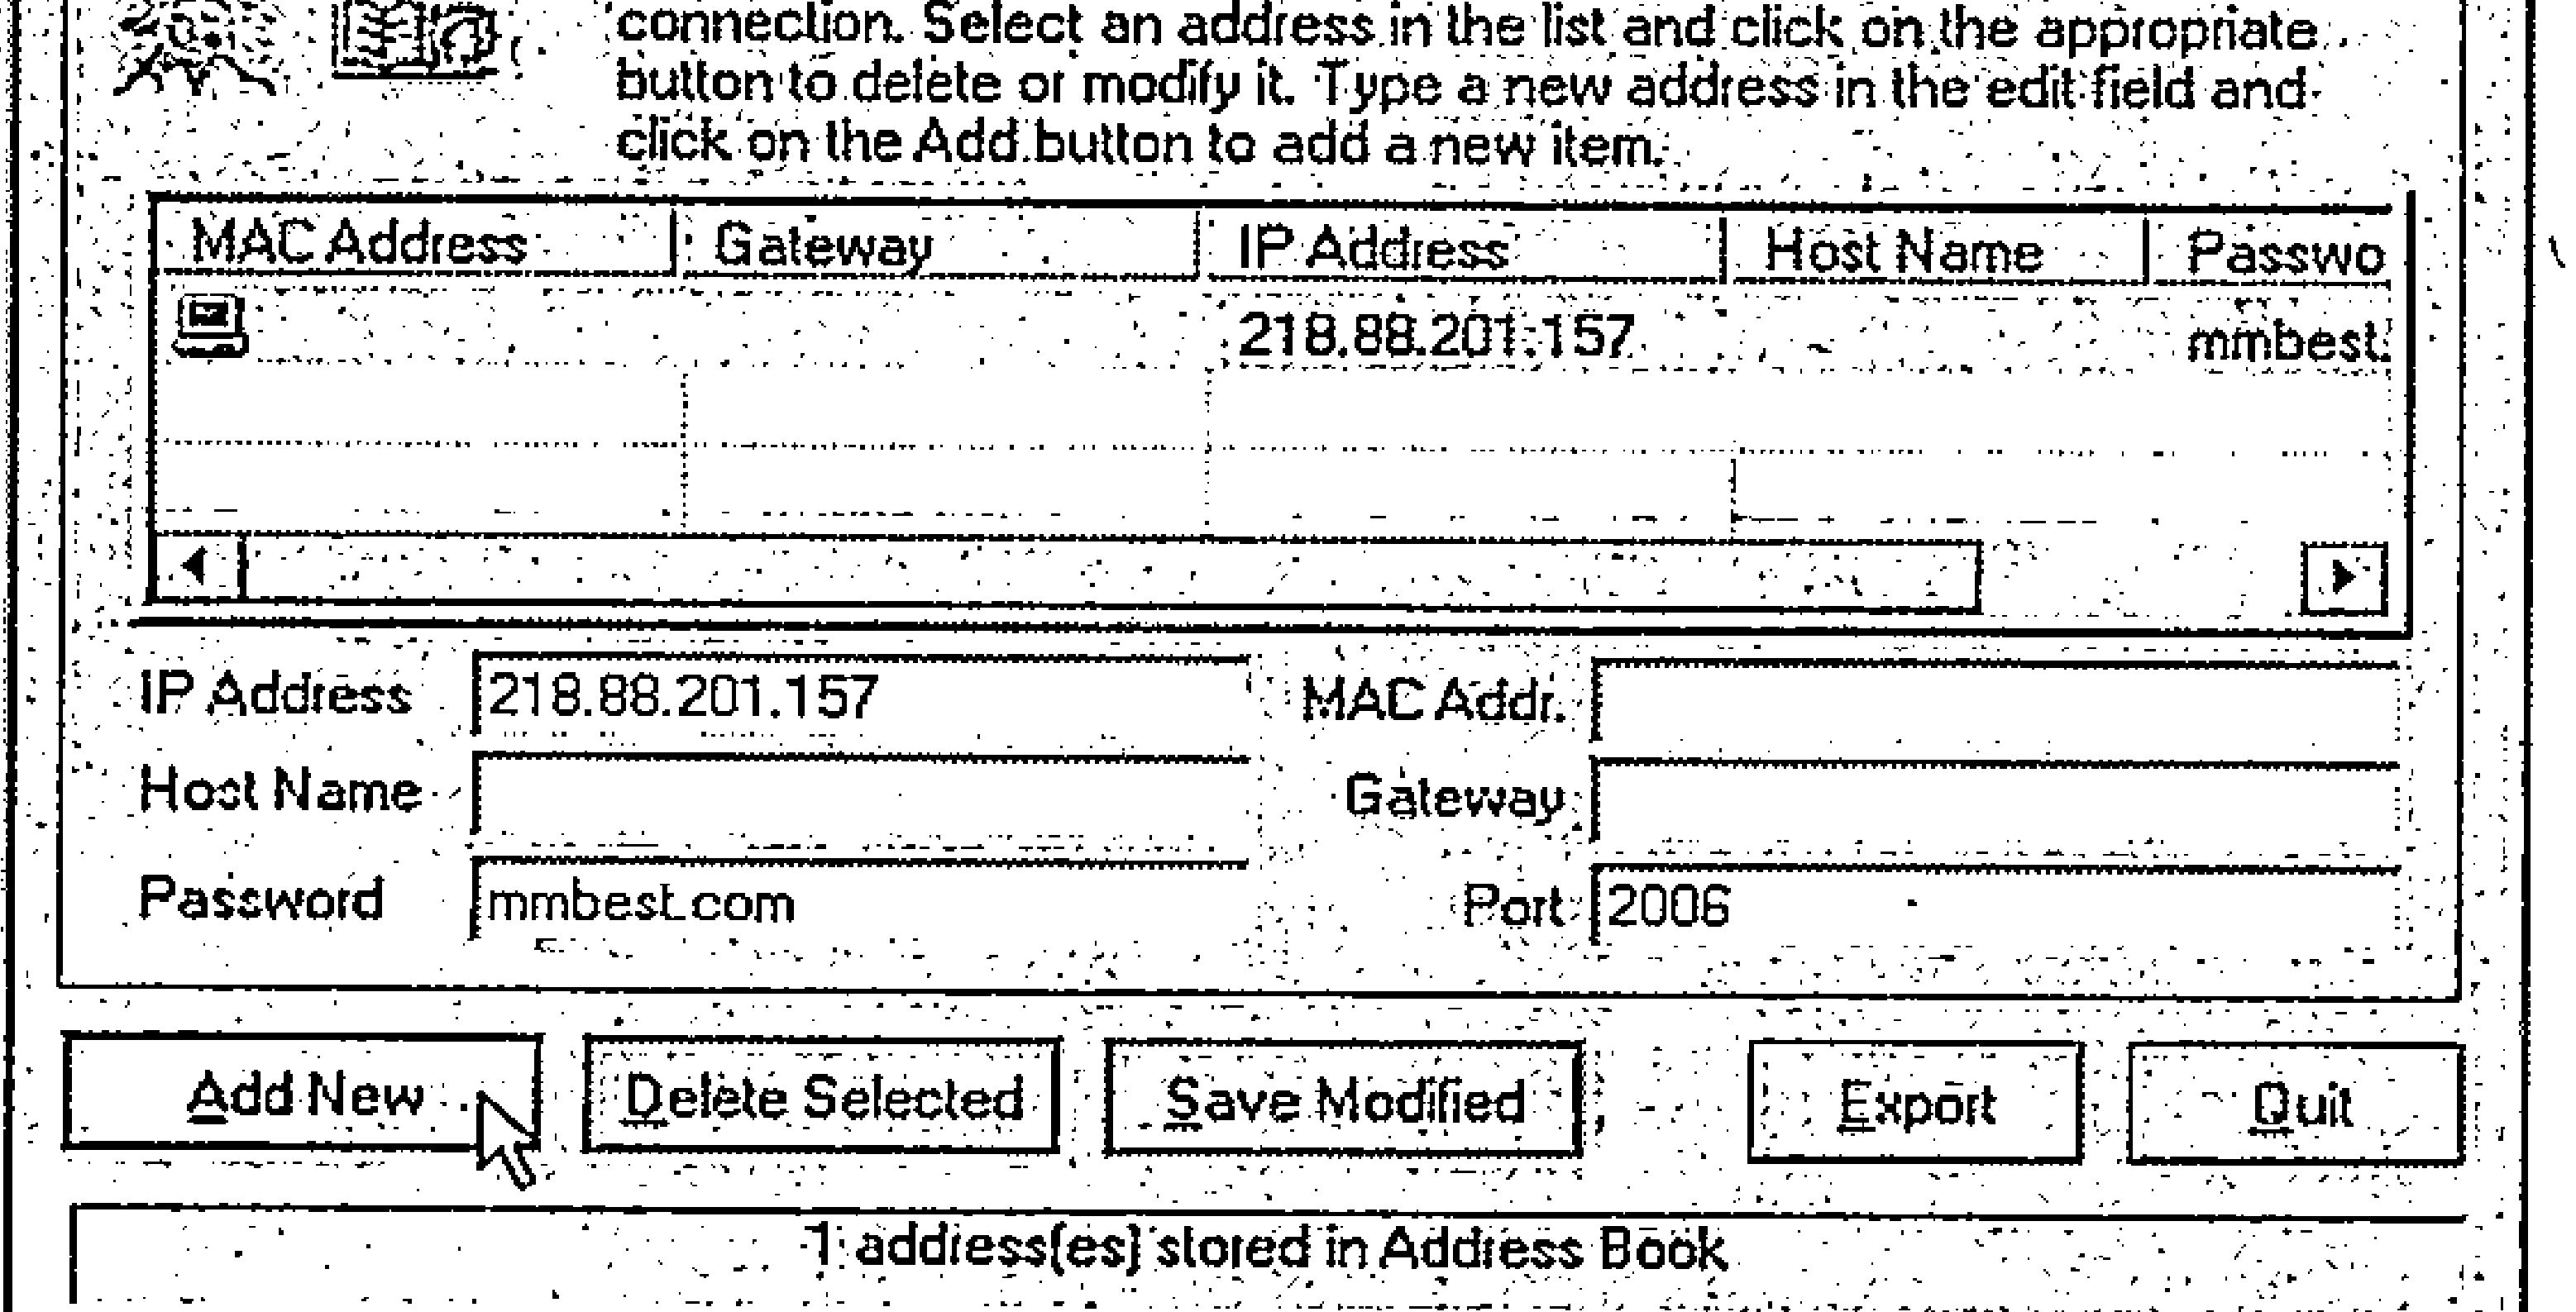 connection. Select an address in the list and click on the appropriate
button to delete or modify it. Type a new address in the edit field and
click on the Add button to add a new item.
MAC Address Gateway IP Address Host Name Passwo
218.88.201.157 mmbest.
IP Address 218.88.201.157 MAC Addr.
Host Name Gateway
Password mmbest.com Port 2006
Add New Delete Selected Save Modified Export Quit
1 address(es) stored in Address Book